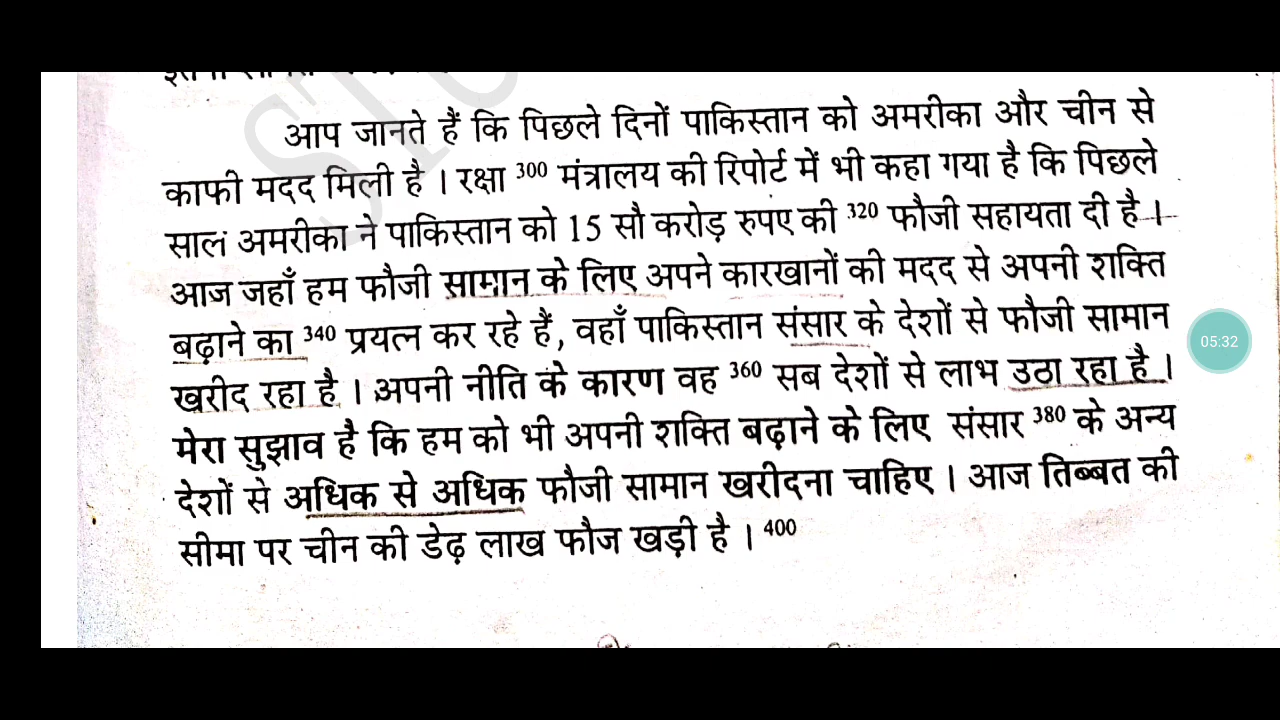 आप जानते हैं कि पिछले दिनों पाकिस्तान को अमरीका और चीन से
काफी मदद मिली है । रक्षा 300 मंत्रालय की रिपोर्ट में भी कहा गया है कि पिछले
साल अमरीका ने पाकिस्तान को 15 सौ करोड़ रुपए की 320 फौजी सहायता दी है ।
आज जहाँ हम फौजी सामान के लिए अपने कारखानों की मदद से अपनी शक्ति
बढ़ाने का 340 प्रयत्न कर रहे हैं, वहाँ पाकिस्तान संसार के देशों से फौजी सामान
खरीद रहा है । अपनी नीति के कारण वह 360 सब देशों से लाभ उठा रहा है ।
मेरा सुझाव है कि हम को भी अपनी शक्ति बढ़ाने के लिए संसार 380 के अन्य
देशों से अधिक से अधिक फौजी सामान खरीदना चाहिए । आज तिब्बत की
सीमा पर चीन की डेढ़ लाख फौज खड़ी है । 400
05:32